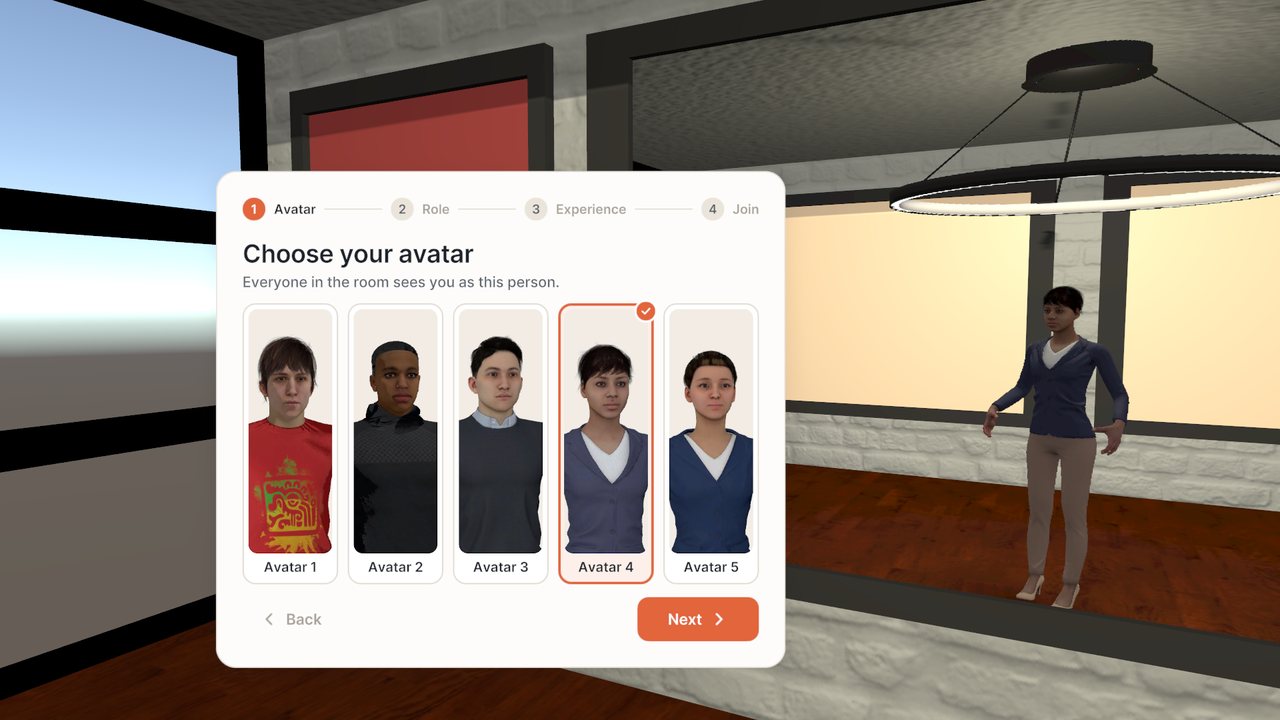 1 Avatar 2 Role 3 Experience 4 Join
Choose your avatar
Everyone in the room sees you as this person.
Avatar 1 Avatar 2 Avatar 3 Avatar 4 Avatar 5
Back Next